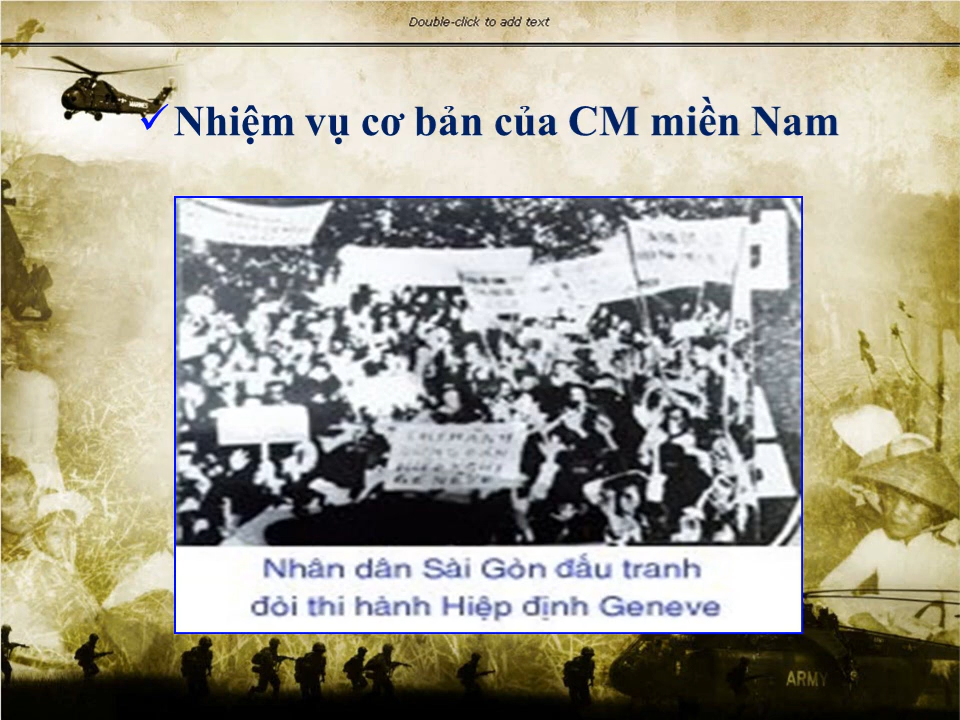 Double-click to add text
Nhiệm vụ cơ bản của CM miền Nam
GENEVE
Nhân dân Sài Gòn đấu tranh
đòi thi hành Hiệp định Geneve
ARMY